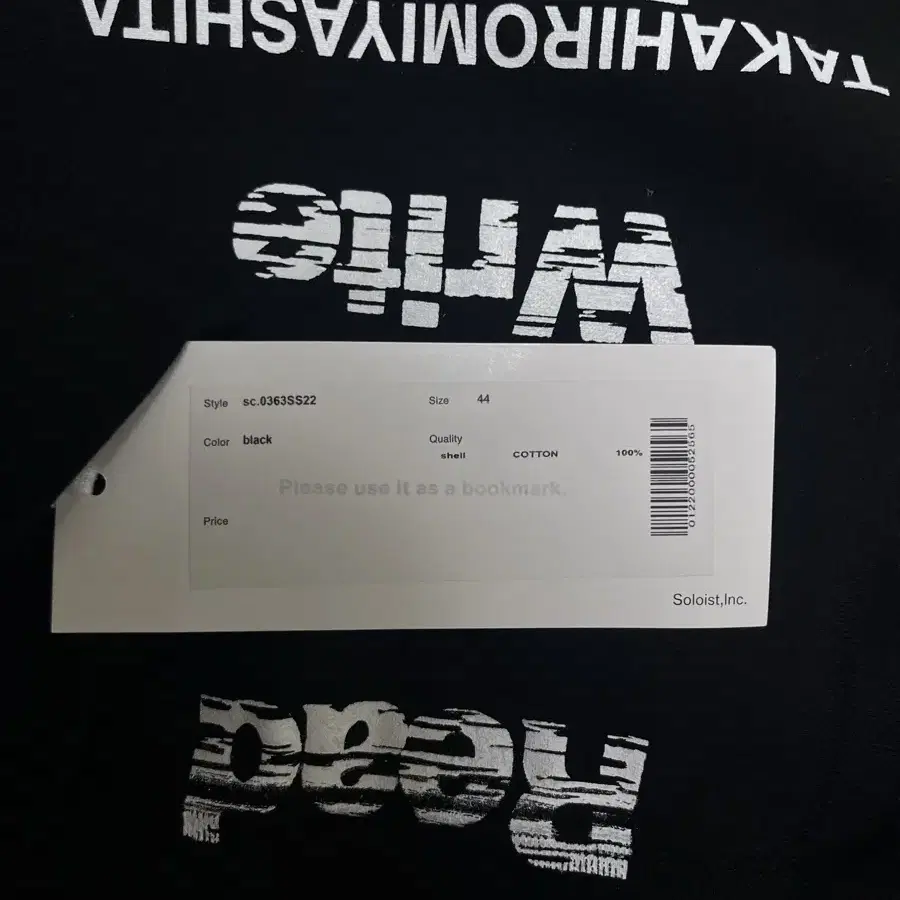 TAKAHIROMIYASHITA
Write
Style sc.0363SS22 Size 44
Color black Quality
shell COTTON 100%
Please use it as a bookmark.
Price
01220000052565
Soloist,Inc.
Read